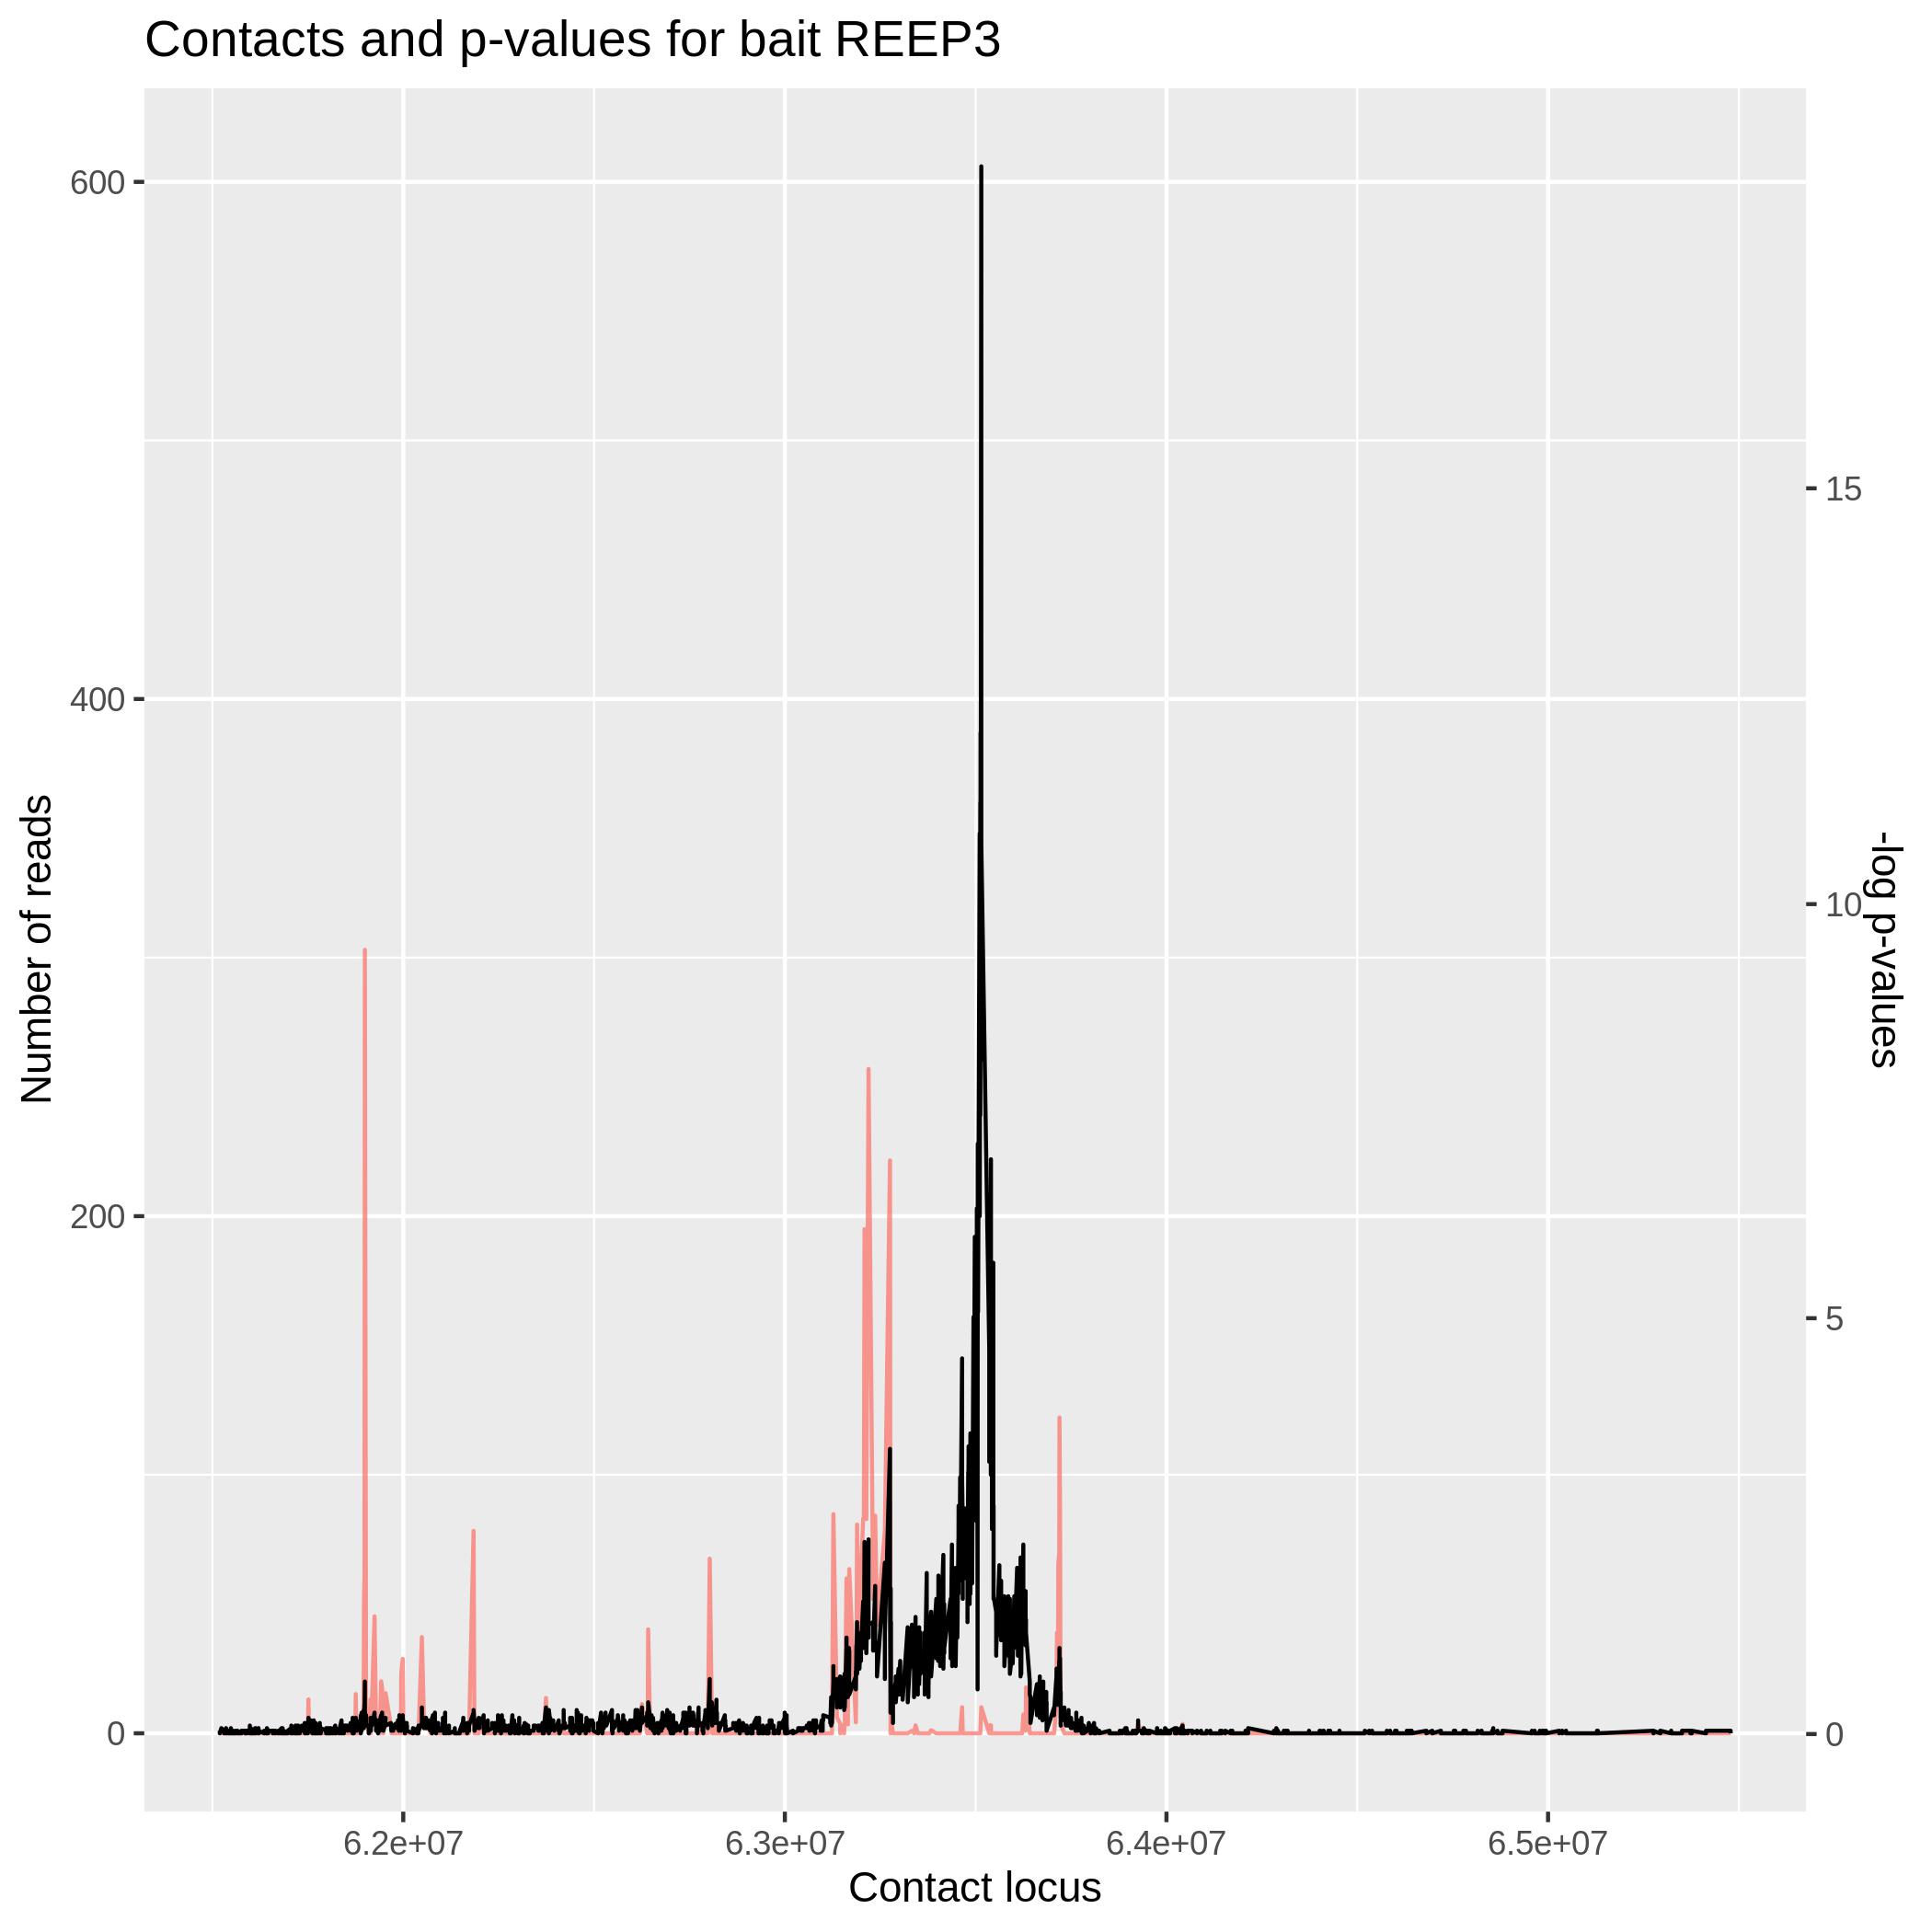 Contacts and p-values for bait REEP3
600
400
200
0
Number of reads
15
10
5
0
-log p-values
6.2e+07
6.3e+07
6.4e+07
6.5e+07
Contact locus